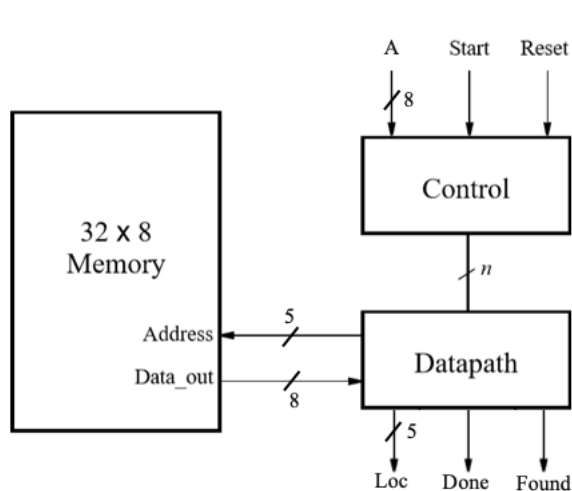 A Start Reset
8
Control
32 x 8
Memory
n
5
Address
Datapath
Data_out
8
5
Loc Done Found